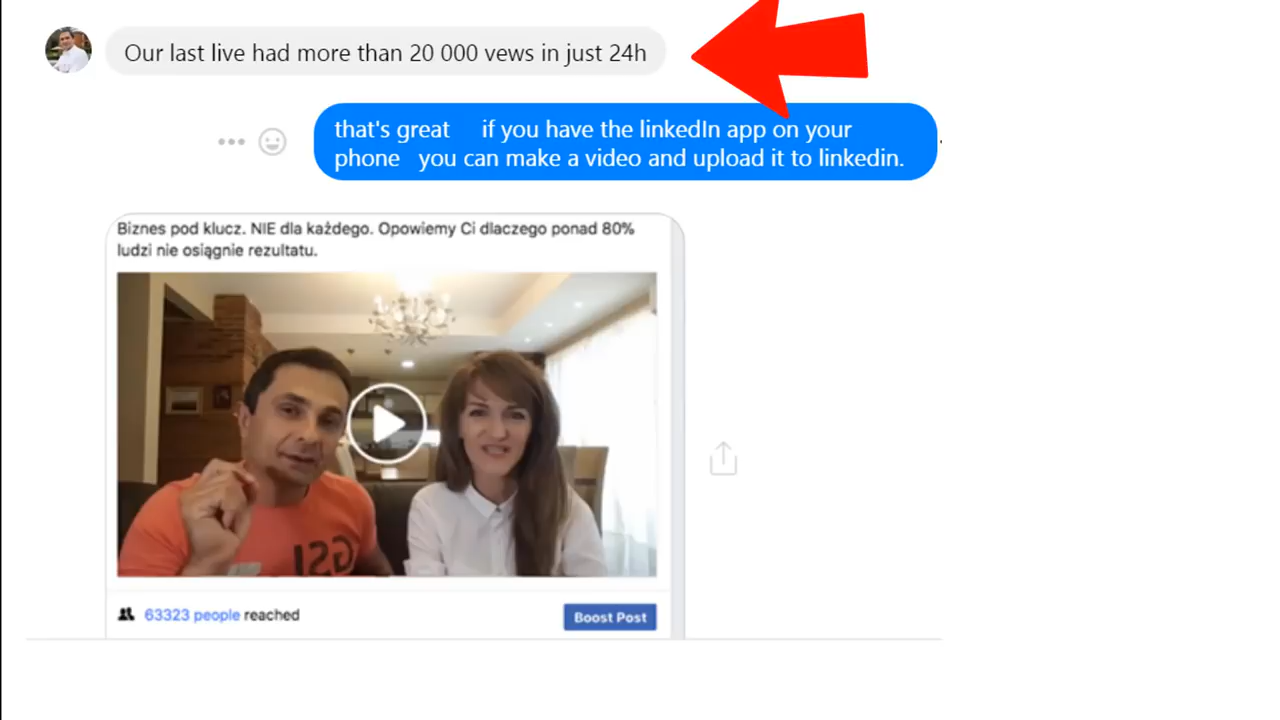 Our last live had more than 20 000 vews in just 24h
that's great if you have the linkedIn app on your
phone you can make a video and upload it to linkedin.
Biznes pod klucz. NIE dla każdego. Opowiemy Ci dlaczego ponad 80%
ludzi nie osiągnie rezultatu.
GSI
63323 people reached
Boost Post